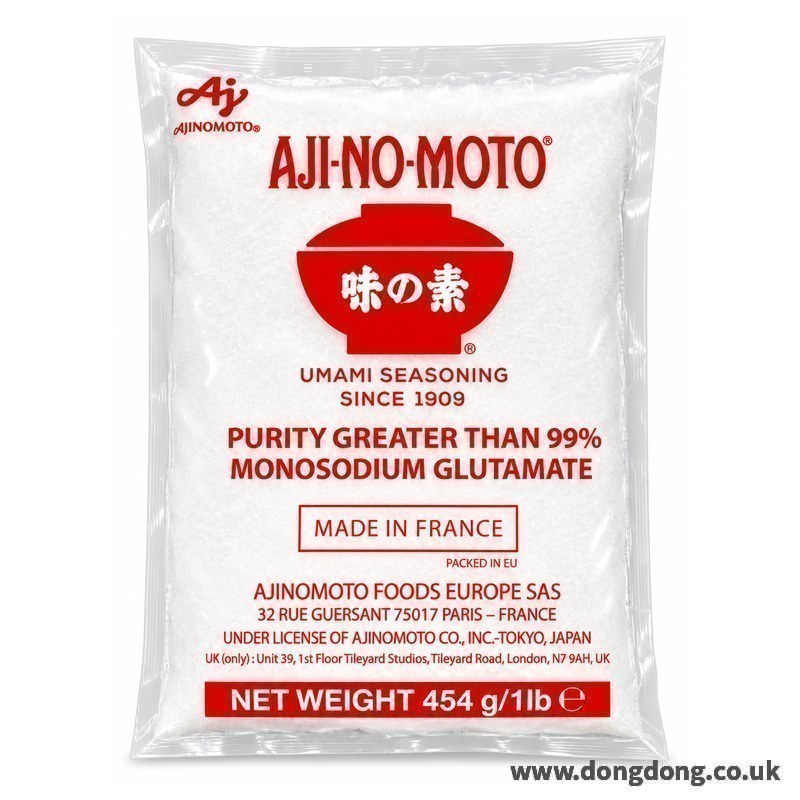 Aj
AJINOMOTO®
AJI-NO-MOTO®
味の素
®
UMAMI SEASONING
SINCE 1909
PURITY GREATER THAN 99%
MONOSODIUM GLUTAMATE
MADE IN FRANCE
PACKED IN EU
AJINOMOTO FOODS EUROPE SAS
32 RUE GUERSANT 75017 PARIS – FRANCE
UNDER LICENSE OF AJINOMOTO CO., INC.-TOKYO, JAPAN
UK (only) : Unit 39, 1st Floor Tileyard Studios, Tileyard Road, London, N7 9AH, UK
NET WEIGHT 454 g/1lb ℮
www.dongdong.co.uk